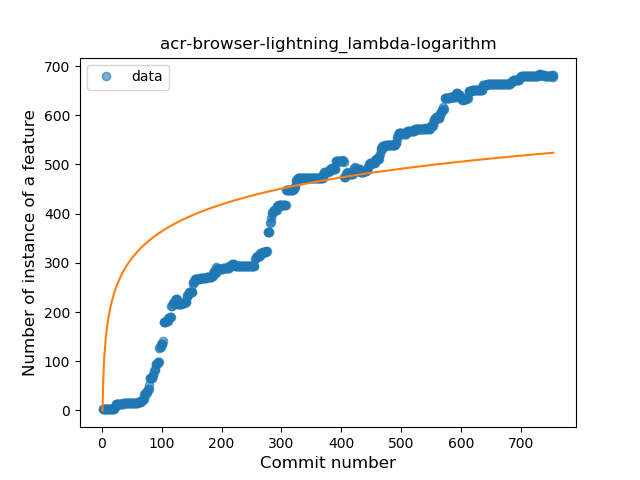 acr-browser-lightning_lambda-logarithm
data
Number of instance of a feature
700
600
500
400
300
200
100
0
0 100 200 300 400 500 600 700
Commit number